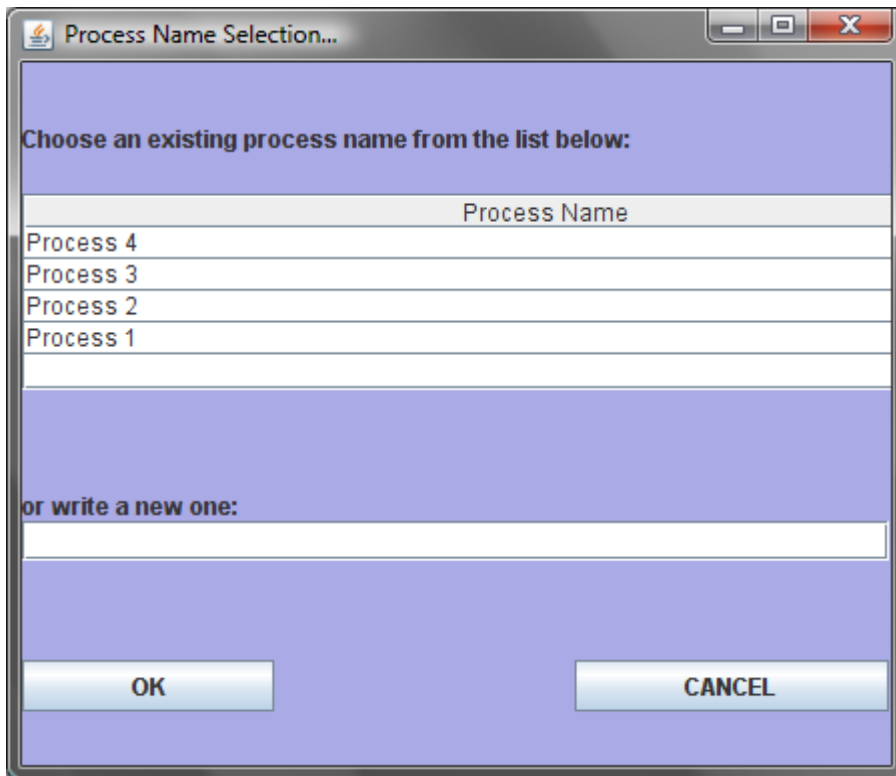 Process Name Selection...
Choose an existing process name from the list below:
Process Name
Process 4
Process 3
Process 2
Process 1
or write a new one:
OK
CANCEL